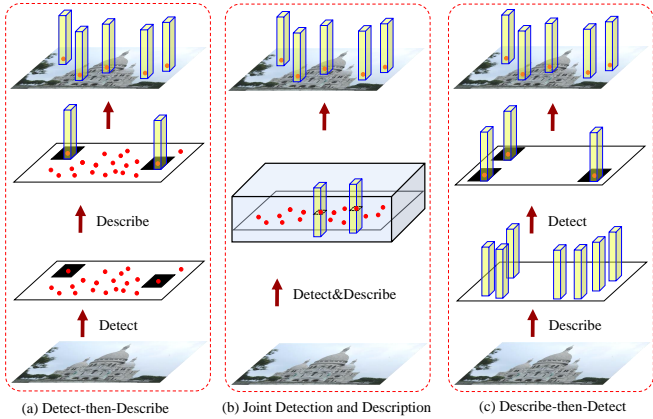 Describe
Detect
Detect&Describe
Detect
Describe
(a) Detect-then-Describe
(b) Joint Detection and Description
(c) Describe-then-Detect